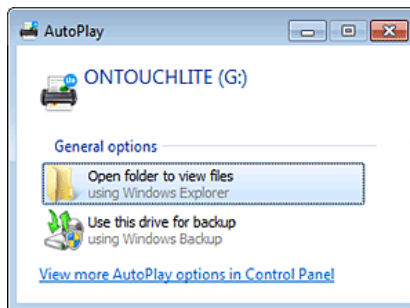 AutoPlay
ONTOUCHLITE (G:)
General options
Open folder to view files
using Windows Explorer
Use this drive for backup
using Windows Backup
View more AutoPlay options in Control Panel